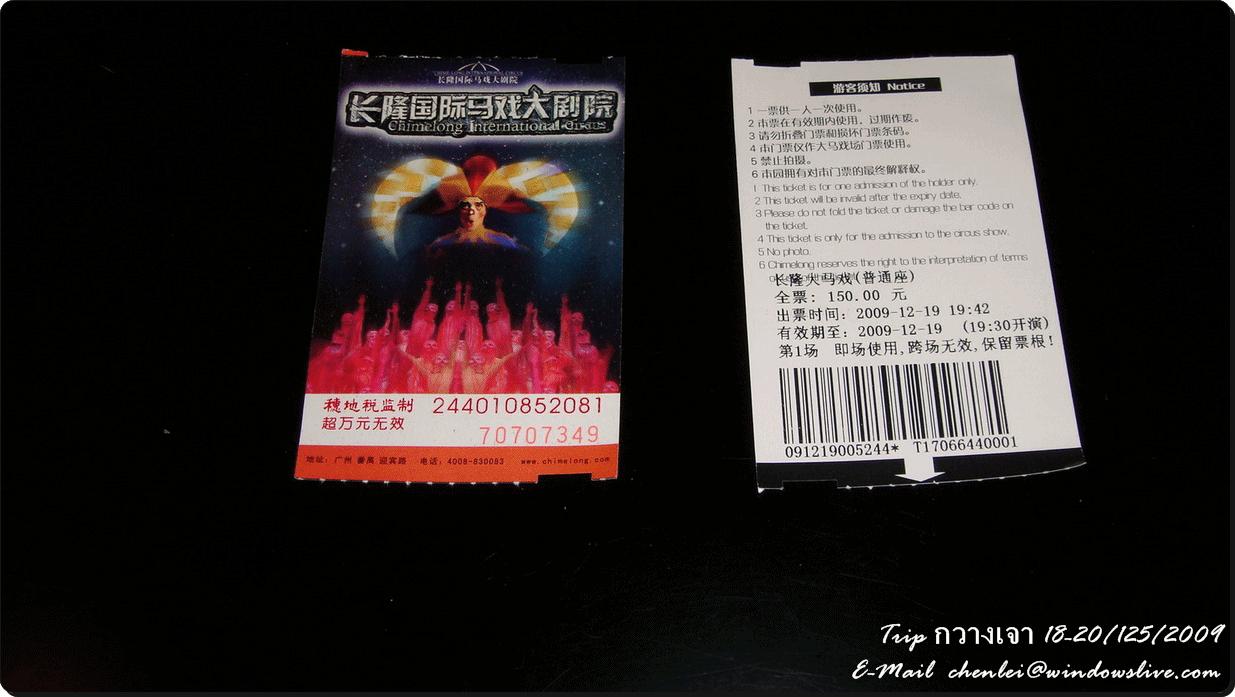 CHIMELONG INTERNATIONAL CIRCUS
长隆国际马戏大剧院
长隆国际马戏大剧院
Chimelong International Circus
穗地税监制 244010852081
超万元无效
70707349
地址：广州 番禺 迎宾路 电话：4008-830083 www.chimelong.com
游客须知 Notice
1 一票供一人一次使用。
2 本票在有效期内使用，过期作废。
3 请勿折叠门票和损坏门票条码。
4 本门票仅作大马戏场门票使用。
5 禁止拍摄。
6 本园拥有对本门票的最终解释权。
1 This ticket is for one admission of the holder only.
2 This ticket will be invalid after the expiry date.
3 Please do not fold the ticket or damage the bar code on
the ticket.
4 This ticket is only for the admission to the circus show.
5 No photo.
6 Chimelong reserves the right to the interpretation of terms
长隆大马戏(普通座)
全票: 150.00 元
出票时间: 2009-12-19 19:42
有效期至: 2009-12-19 (19:30开演)
第1场 即场使用,跨场无效,保留票根!
091219005244* T17066440001
Trip กวางเจา 18-20/125/2009
E-Mail chenlei@windowslive.com